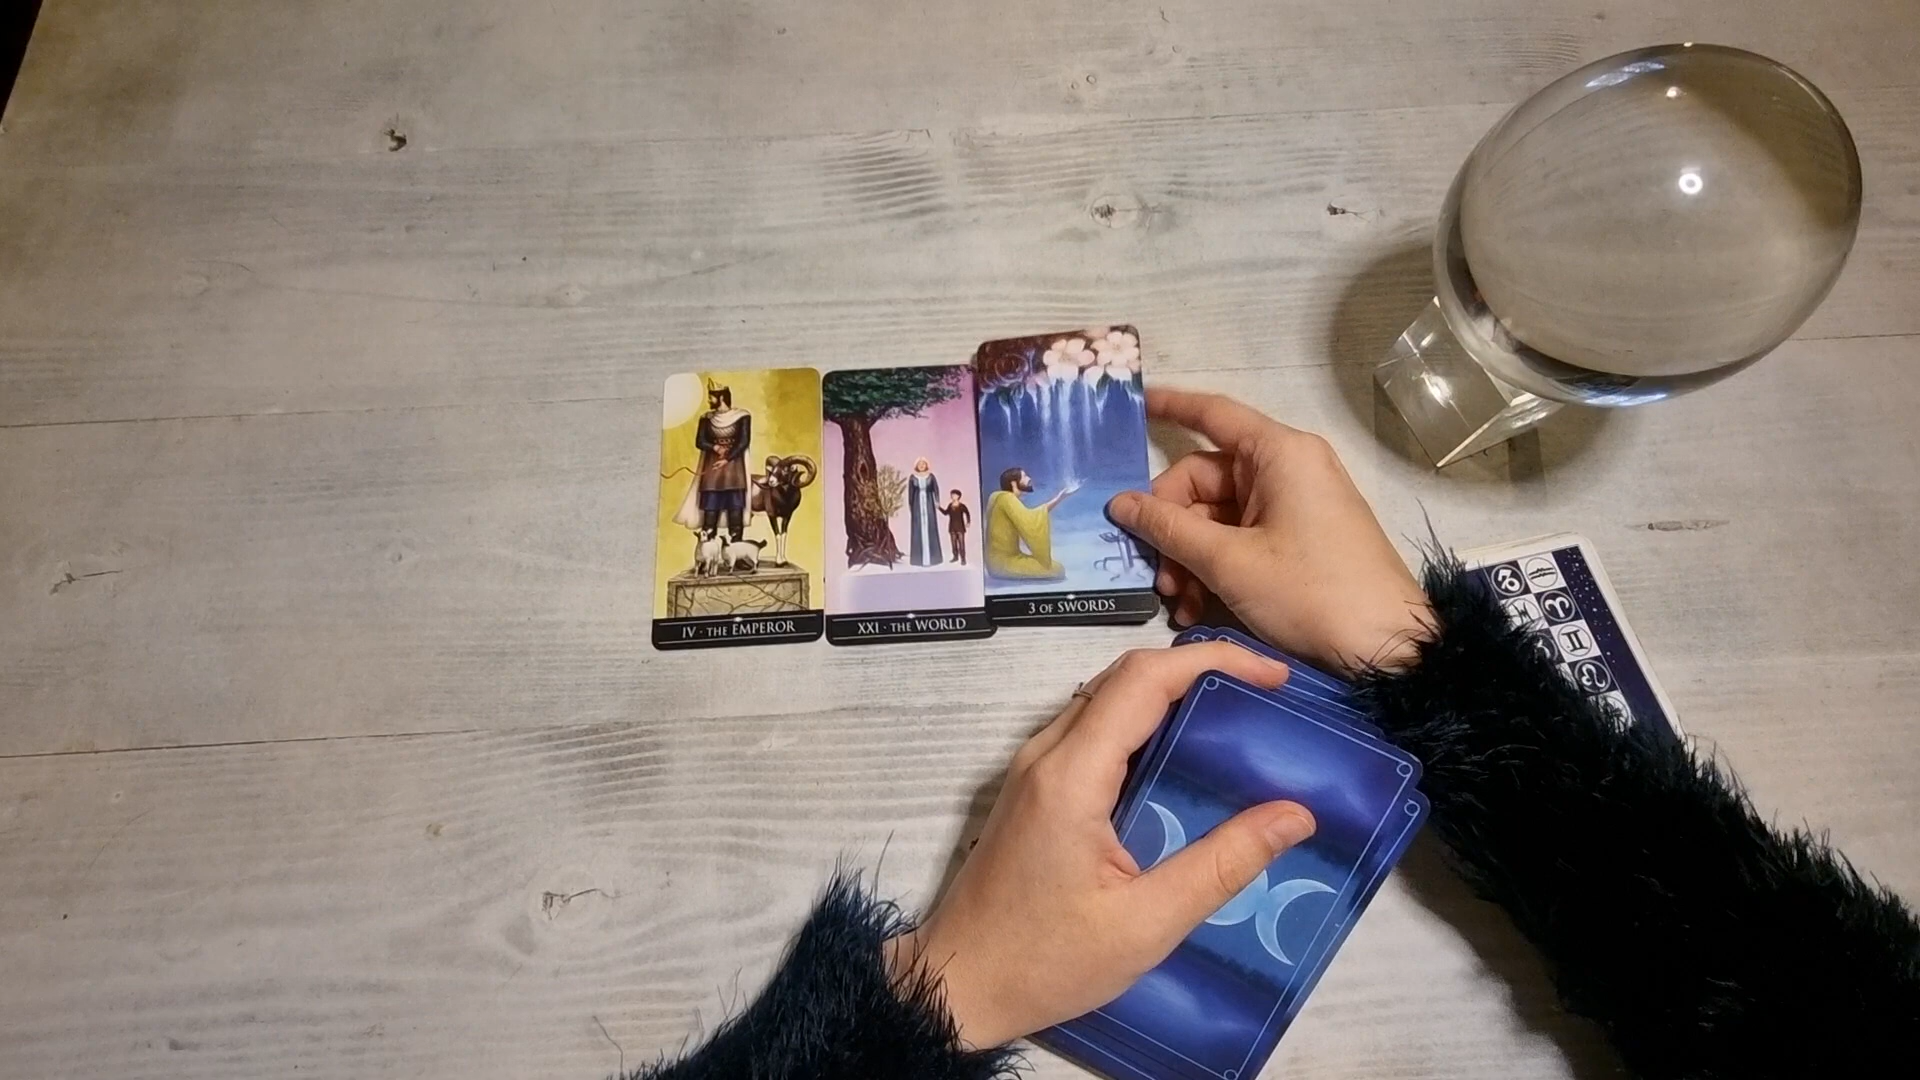 IV · THE EMPEROR
XXI · THE WORLD
3 OF SWORDS